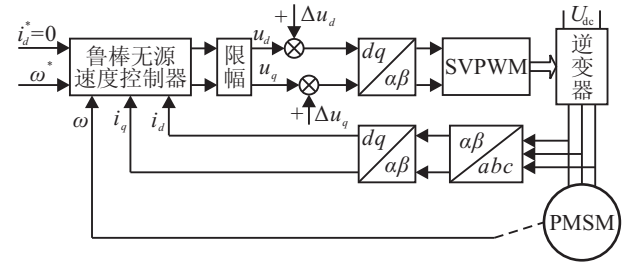 i_d^*=0
ω^*
鲁棒无源
速度控制器
限幅
u_d
u_q
+ Δu_d
+ Δu_q
dq
αβ
SVPWM
U_dc
逆变器
ω
i_q
i_d
dq
αβ
αβ
abc
PMSM